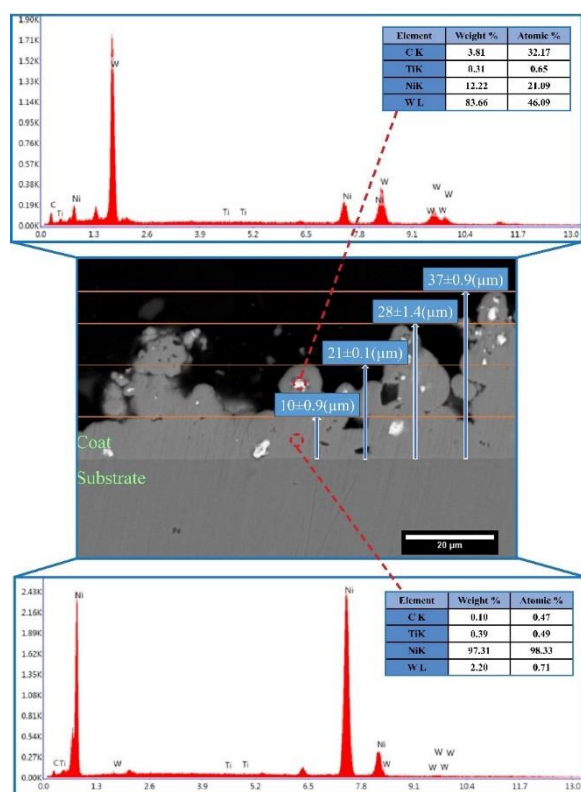 1.90K
1.71K
1.52K
1.33K
1.14K
0.95K
0.76K
0.57K
0.38K
0.19K
0.00K
W
C
Ti
Ni
Ti
Ti
Ni
Ni
W
W
W
W
W
0.0
1.3
2.6
3.9
5.2
6.5
7.8
9.1
10.4
11.7
13.0
Element Weight % Atomic %
C K 3.81 32.17
TiK 0.31 0.65
NiK 12.22 21.09
W L 83.66 46.09
37±0.9(μm)
28±1.4(μm)
21±0.1(μm)
10±0.9(μm)
Coat
Substrate
20 μm
2.43K
2.16K
1.89K
1.62K
1.35K
1.08K
0.81K
0.54K
0.27K
0.00K
Ni
CTi
W
Ti
Ti
Ni
Ni
W
W
W
W
W
0.0
1.3
2.6
3.9
5.2
6.5
7.8
9.1
10.4
11.7
13.0
Element Weight % Atomic %
C K 0.10 0.47
TiK 0.39 0.49
NiK 97.31 98.33
W L 2.20 0.71